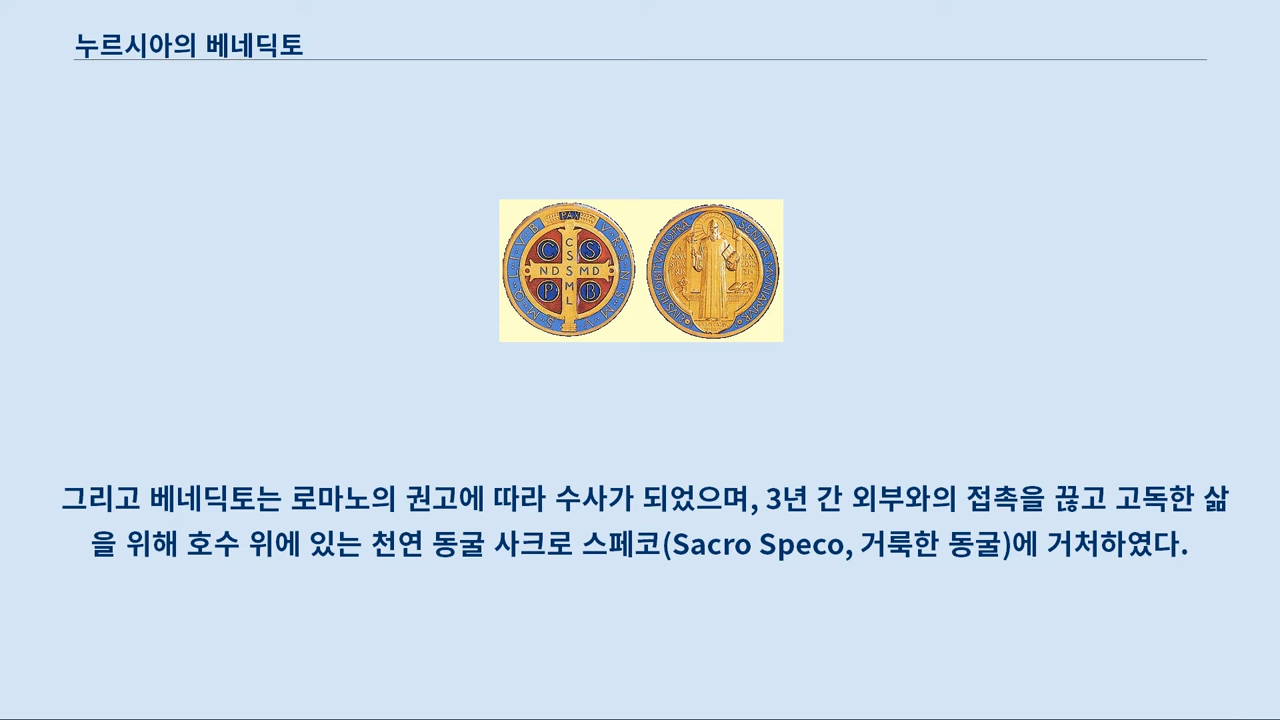 누르시아의 베네딕토
PAX
C S
C
S
ND S MD
M
P B
L
그리고 베네딕토는 로마노의 권고에 따라 수사가 되었으며, 3년 간 외부와의 접촉을 끊고 고독한 삶
을 위해 호수 위에 있는 천연 동굴 사크로 스페코(Sacro Speco, 거룩한 동굴)에 거처하였다.